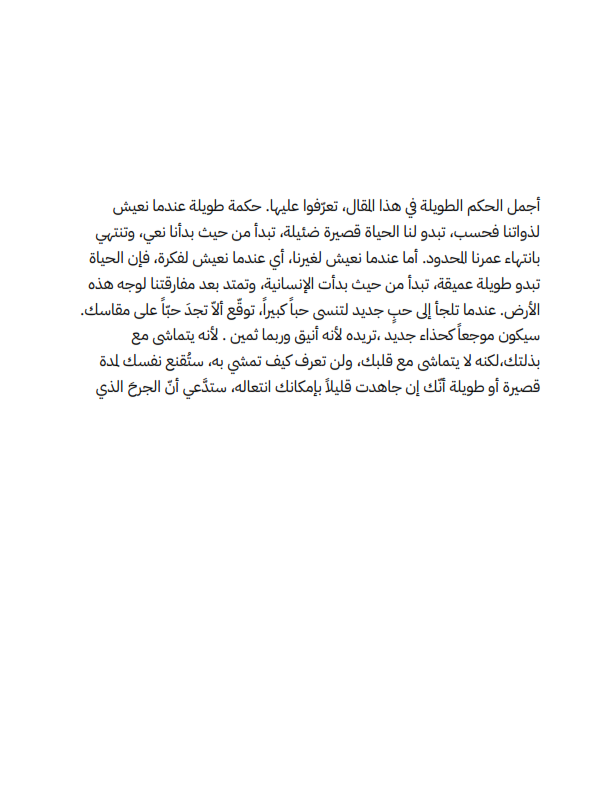 أجمل الحكم الطويلة في هذا المقال، تعرّفوا عليها. حكمة طويلة عندما نعيش
لذواتنا فحسب، تبدو لنا الحياة قصيرة ضئيلة، تبدأ من حيث بدأنا نعي، وتنتهي
بانتهاء عمرنا المحدود. أما عندما نعيش لغيرنا، أي عندما نعيش لفكرة، فإن الحياة
تبدو طويلة عميقة، تبدأ من حيث بدأت الإنسانية، وتمتد بعد مفارقتنا لوجه هذه
الأرض. عندما تلجأ إلى حبٍ جديد لتنسى حباً كبيراً، توقّع ألاّ تجدَ حبّاً على مقاسك.
سيكون موجعاً كحذاء جديد ،تريده لأنه أنيق وربما ثمين . لأنه يتماشى مع
بذلتك،لكنه لا يتماشى مع قلبك، ولن تعرف كيف تمشي به، ستُقنع نفسك لمدة
قصيرة أو طويلة أنّك إن جاهدت قليلاً بإمكانك انتعاله، ستدَّعي أنّ الجرحَ الذي